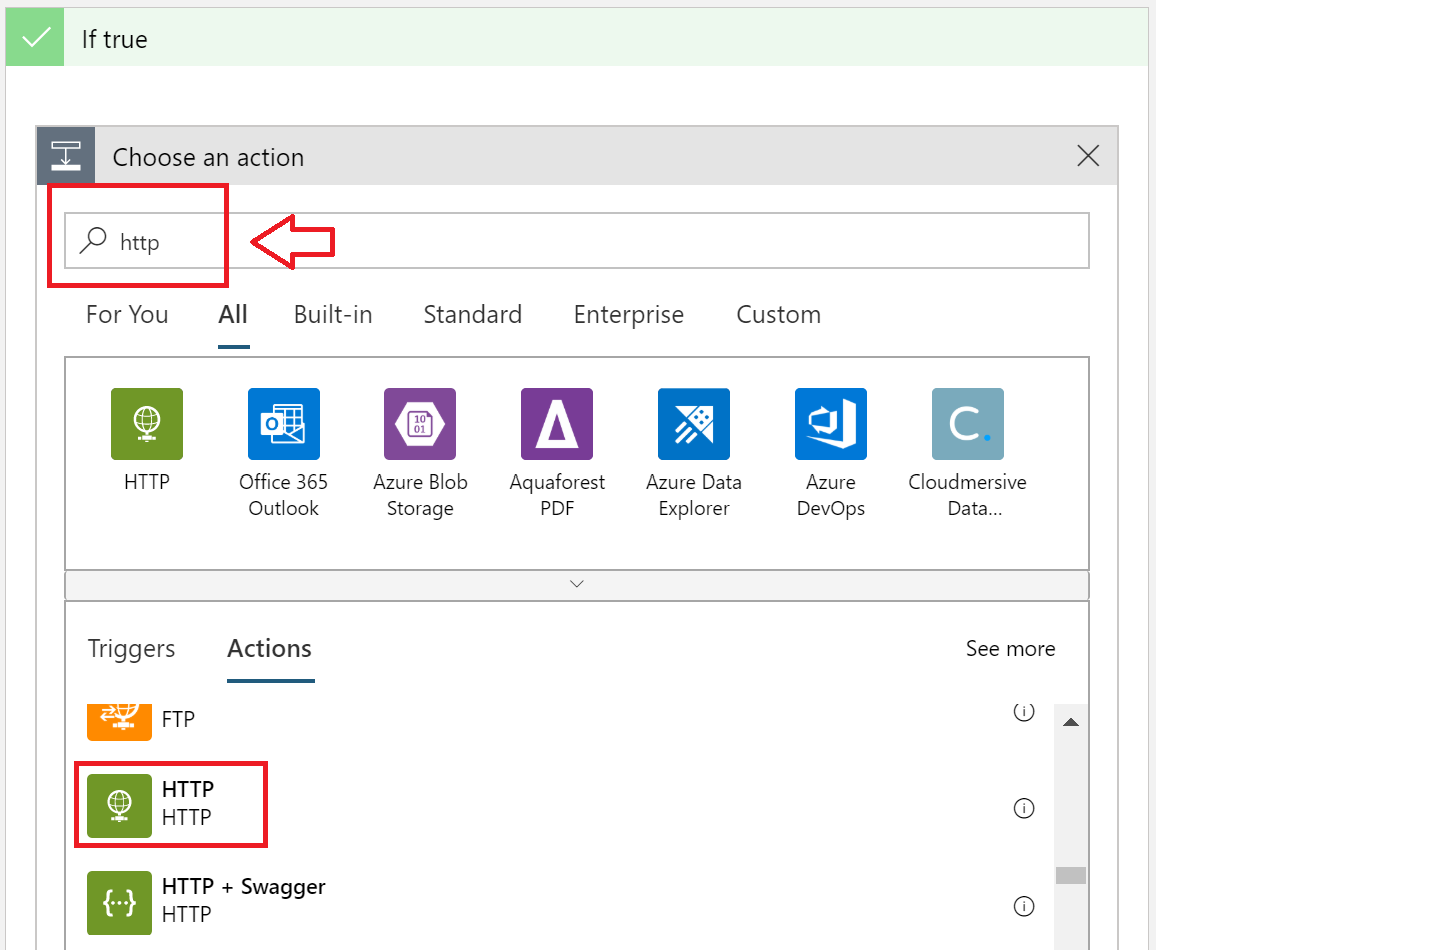 If true
Choose an action
http
For You All Built-in Standard Enterprise Custom
HTTP
Office 365
Outlook
Azure Blob
Storage
Aquaforest
PDF
Azure Data
Explorer
Azure
DevOps
Cloudmersive
Data...
Triggers Actions See more
FTP
HTTP
HTTP
HTTP + Swagger
HTTP